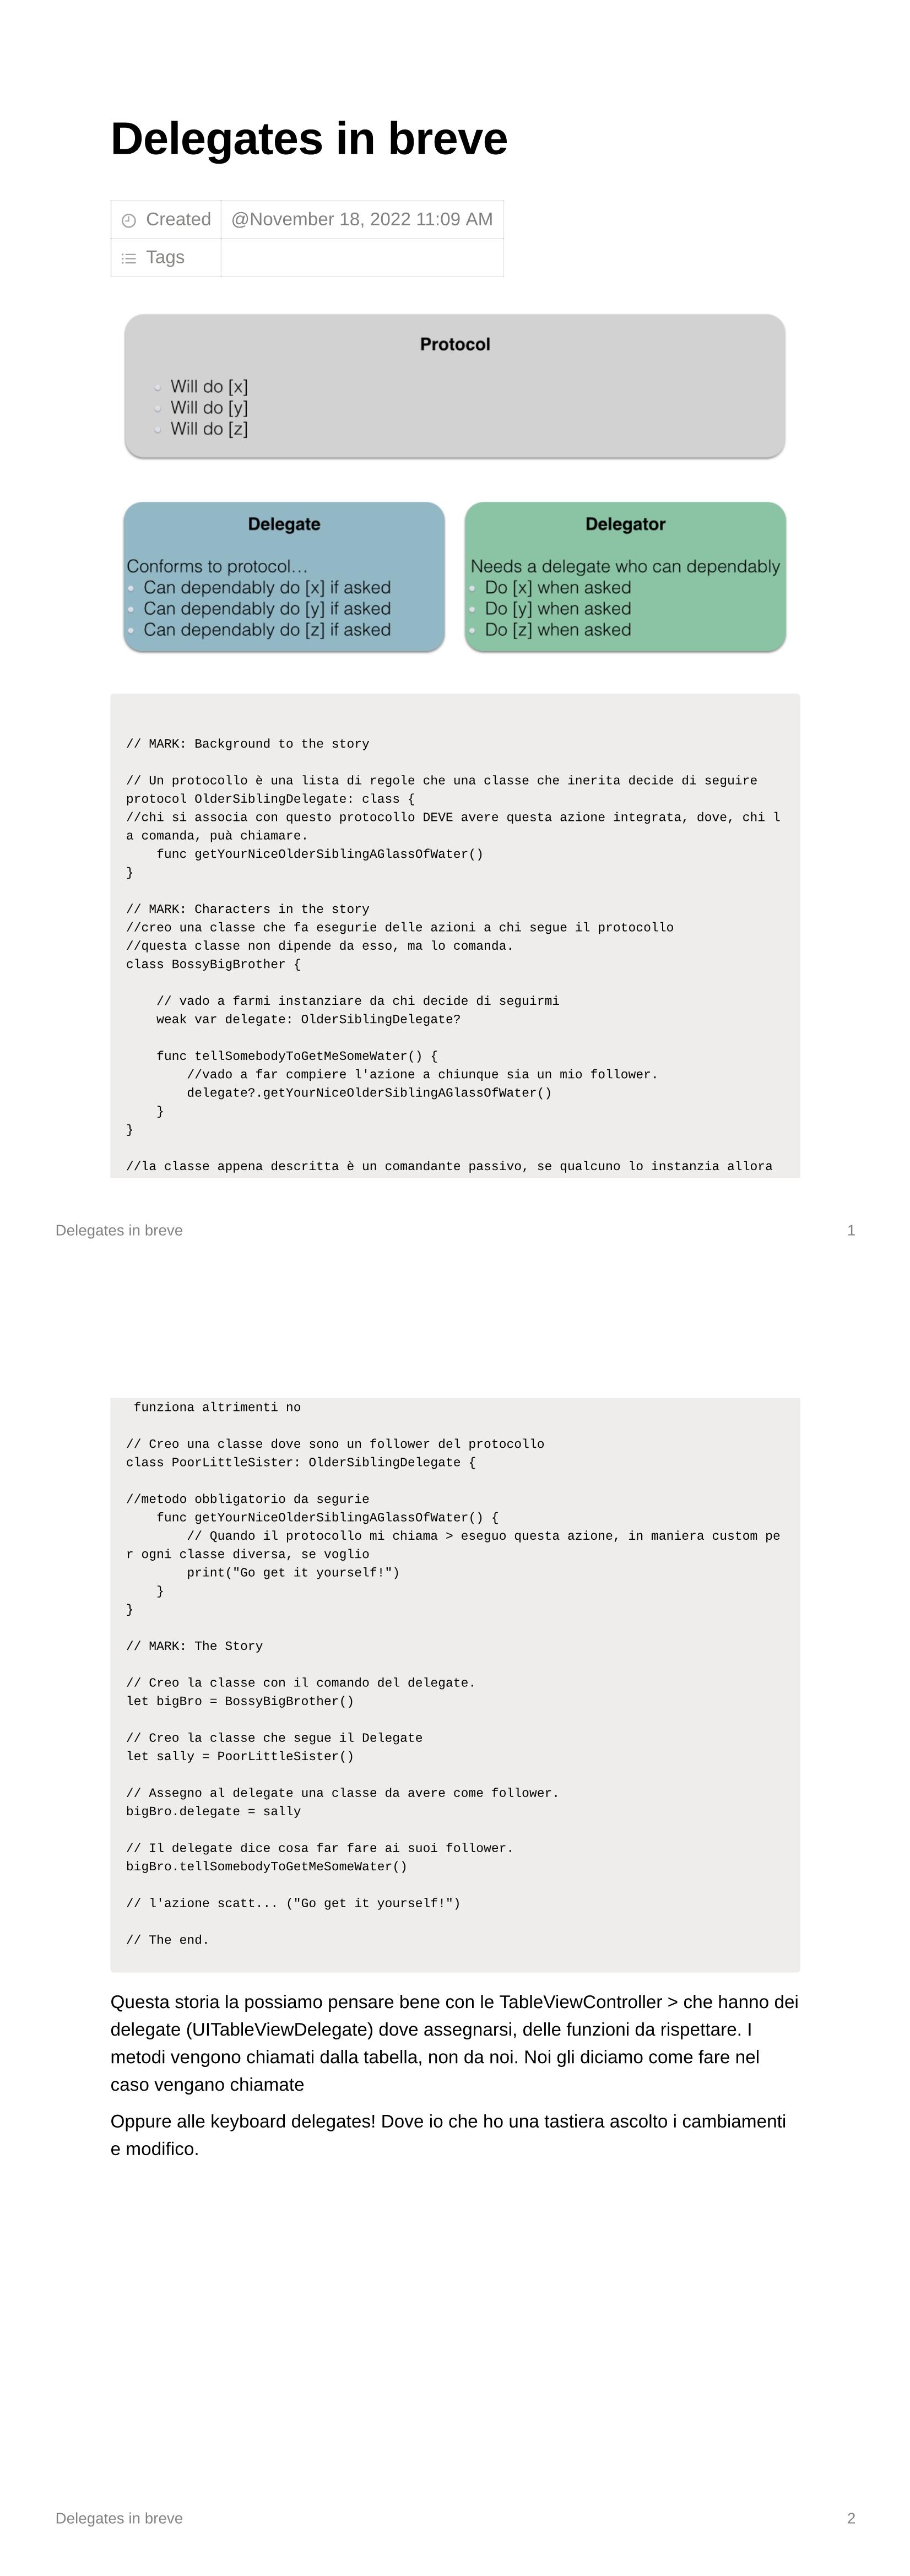 Delegates in breve
Created @November 18, 2022 11:09 AM
Tags
Protocol
Will do [x]
Will do [y]
Will do [z]
Delegate
Conforms to protocol…
Can dependably do [x] if asked
Can dependably do [y] if asked
Can dependably do [z] if asked
Delegator
Needs a delegate who can dependably
Do [x] when asked
Do [y] when asked
Do [z] when asked
// MARK: Background to the story
// Un protocollo è una lista di regole che una classe che inerita decide di seguire
protocol OlderSiblingDelegate: class {
//chi si associa con questo protocollo DEVE avere questa azione integrata, dove, chi l
a comanda, puà chiamare.
    func getYourNiceOlderSiblingAGlassOfWater()
}
// MARK: Characters in the story
//creo una classe che fa esegurie delle azioni a chi segue il protocollo
//questa classe non dipende da esso, ma lo comanda.
class BossyBigBrother {
    // vado a farmi instanziare da chi decide di seguirmi
    weak var delegate: OlderSiblingDelegate?
    func tellSomebodyToGetMeSomeWater() {
        //vado a far compiere l'azione a chiunque sia un mio follower.
        delegate?.getYourNiceOlderSiblingAGlassOfWater()
    }
}
//la classe appena descritta è un comandante passivo, se qualcuno lo instanzia allora
Delegates in breve 1
funziona altrimenti no
// Creo una classe dove sono un follower del protocollo
class PoorLittleSister: OlderSiblingDelegate {
//metodo obbligatorio da segurie
    func getYourNiceOlderSiblingAGlassOfWater() {
        // Quando il protocollo mi chiama > eseguo questa azione, in maniera custom pe
r ogni classe diversa, se voglio
        print("Go get it yourself!")
    }
}
// MARK: The Story
// Creo la classe con il comando del delegate.
let bigBro = BossyBigBrother()
// Creo la classe che segue il Delegate
let sally = PoorLittleSister()
// Assegno al delegate una classe da avere come follower.
bigBro.delegate = sally
// Il delegate dice cosa far fare ai suoi follower.
bigBro.tellSomebodyToGetMeSomeWater()
// l'azione scatt... ("Go get it yourself!")
// The end.
Questa storia la possiamo pensare bene con le TableViewController > che hanno dei
delegate (UITableViewDelegate) dove assegnarsi, delle funzioni da rispettare. I
metodi vengono chiamati dalla tabella, non da noi. Noi gli diciamo come fare nel
caso vengano chiamate
Oppure alle keyboard delegates! Dove io che ho una tastiera ascolto i cambiamenti
e modifico.
Delegates in breve 2